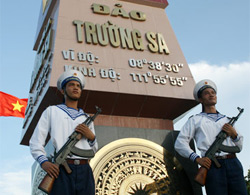 ĐẢO
TRƯỜNG SA
VĨ ĐỘ: 08°38'30"
KINH ĐỘ: 111°55'55"